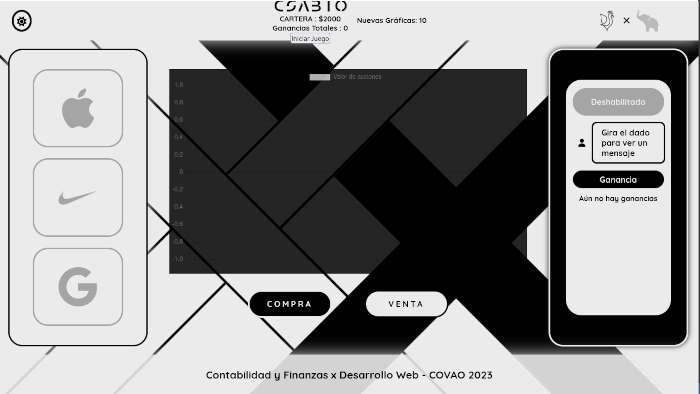 CSABIO
CARTERA : $2000
Ganancias Totales : 0
Nuevas Gráficas: 10
Iniciar Juego
×
Valor de acciones
1.0
0.8
0.6
0.4
0.2
0
-0.2
-0.4
-0.6
-0.8
-1.0
COMPRA
VENTA
Deshabilitado
Gira el dado
para ver un
mensaje
Ganancia
Aún no hay ganancias
Contabilidad y Finanzas x Desarrollo Web - COVAO 2023